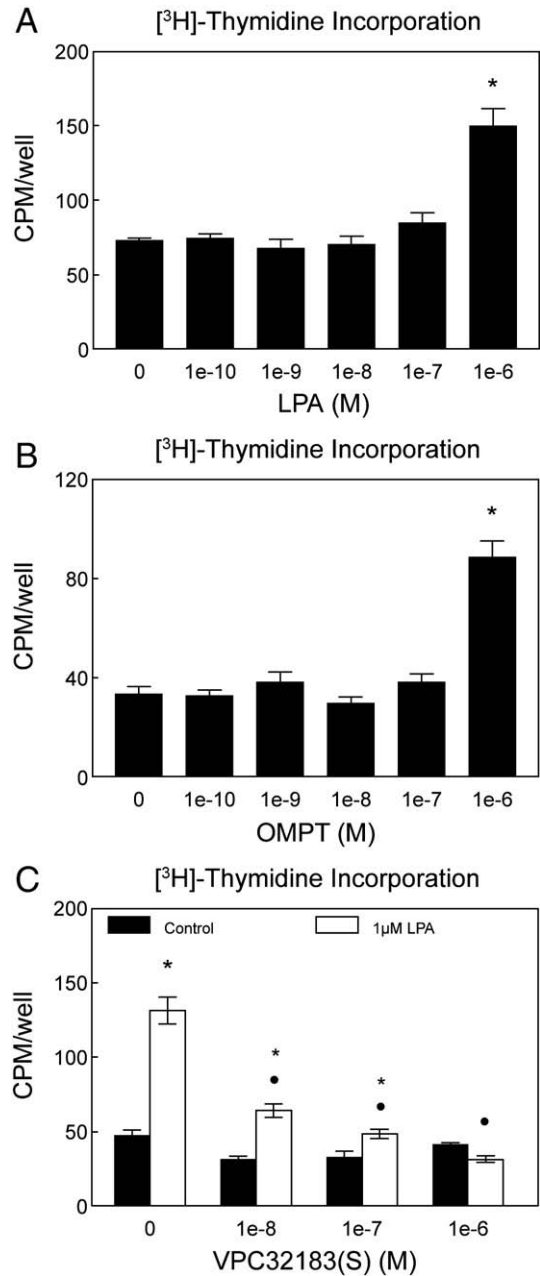 A
[³H]-Thymidine Incorporation
200
150
100
50
0
CPM/well
*
0 1e-10 1e-9 1e-8 1e-7 1e-6
LPA (M)
B
[³H]-Thymidine Incorporation
120
80
40
0
CPM/well
*
0 1e-10 1e-9 1e-8 1e-7 1e-6
OMPT (M)
C
[³H]-Thymidine Incorporation
200
150
100
50
0
CPM/well
Control 1µM LPA
*
* *
• • •
0 1e-8 1e-7 1e-6
VPC32183(S) (M)